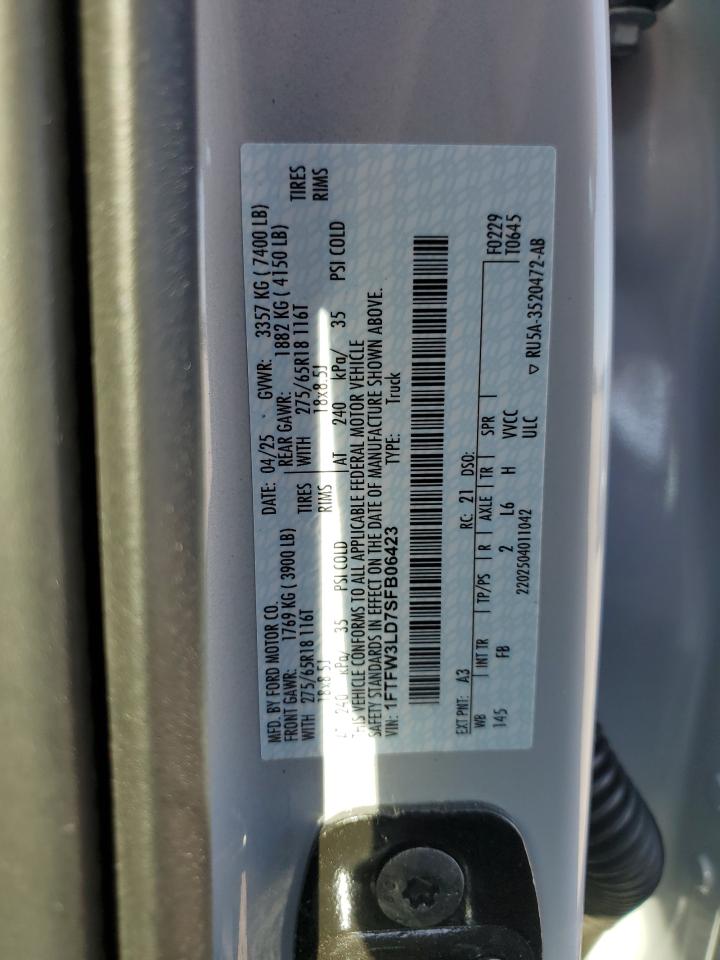 MFD. BY FORD MOTOR CO. DATE: 04/25 GVWR: 3357 KG ( 7400 LB)
FRONT GAWR: 1769 KG ( 3900 LB) REAR GAWR: 1882 KG ( 4150 LB)
WITH 275/65R18 116T TIRES WITH 275/65R18 116T TIRES
18x8.5J RIMS 18x8.5J RIMS
240 kPa/ 35 PSI COLD AT 240 kPa/ 35 PSI COLD
THIS VEHICLE CONFORMS TO ALL APPLICABLE FEDERAL MOTOR VEHICLE
SAFETY STANDARDS IN EFFECT ON THE DATE OF MANUFACTURE SHOWN ABOVE.
VIN: 1FTFW3LD7SFB06423 TYPE: Truck
EXT PNT: A3 RC: 21 DSO:
WB INT TR TP/PS R AXLE TR SPR F0229
145 FB 2 L6 H VVCC T0645
2202504011042 ULC
▽ RU5A-3520472-AB